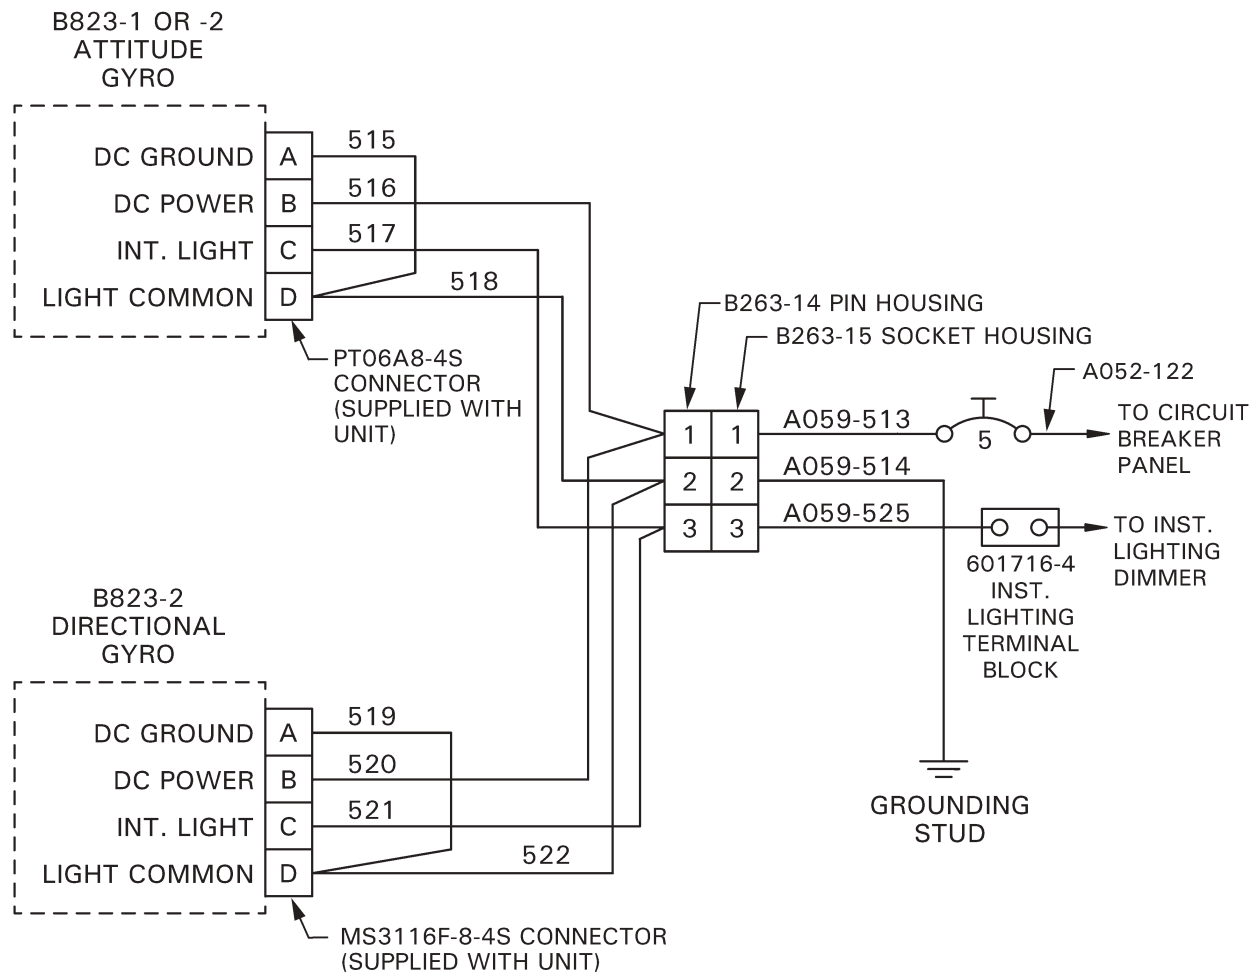 B823-1 OR -2
ATTITUDE
GYRO
DC GROUND
A
515
DC POWER
B
516
INT. LIGHT
C
517
LIGHT COMMON
D
518
PT06A8-4S
CONNECTOR
(SUPPLIED WITH
UNIT)
B263-14 PIN HOUSING
B263-15 SOCKET HOUSING
A052-122
1
1
A059-513
5
TO CIRCUIT
BREAKER
PANEL
2
2
A059-514
3
3
A059-525
TO INST.
LIGHTING
DIMMER
601716-4
INST.
LIGHTING
TERMINAL
BLOCK
GROUNDING
STUD
B823-2
DIRECTIONAL
GYRO
DC GROUND
A
519
DC POWER
B
520
INT. LIGHT
C
521
LIGHT COMMON
D
522
MS3116F-8-4S CONNECTOR
(SUPPLIED WITH UNIT)